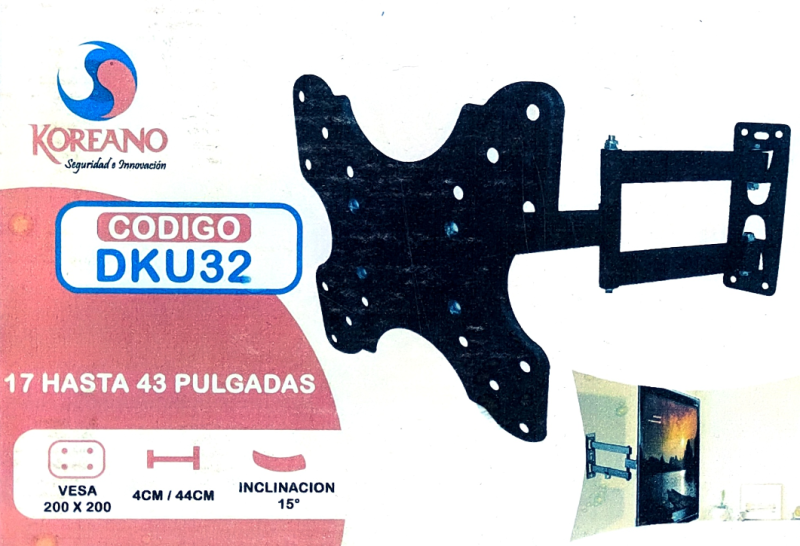 KOREANO
Seguridad e Innovación
CODIGO
DKU32
17 HASTA 43 PULGADAS
VESA
200 X 200
4CM / 44CM
INCLINACION
15°